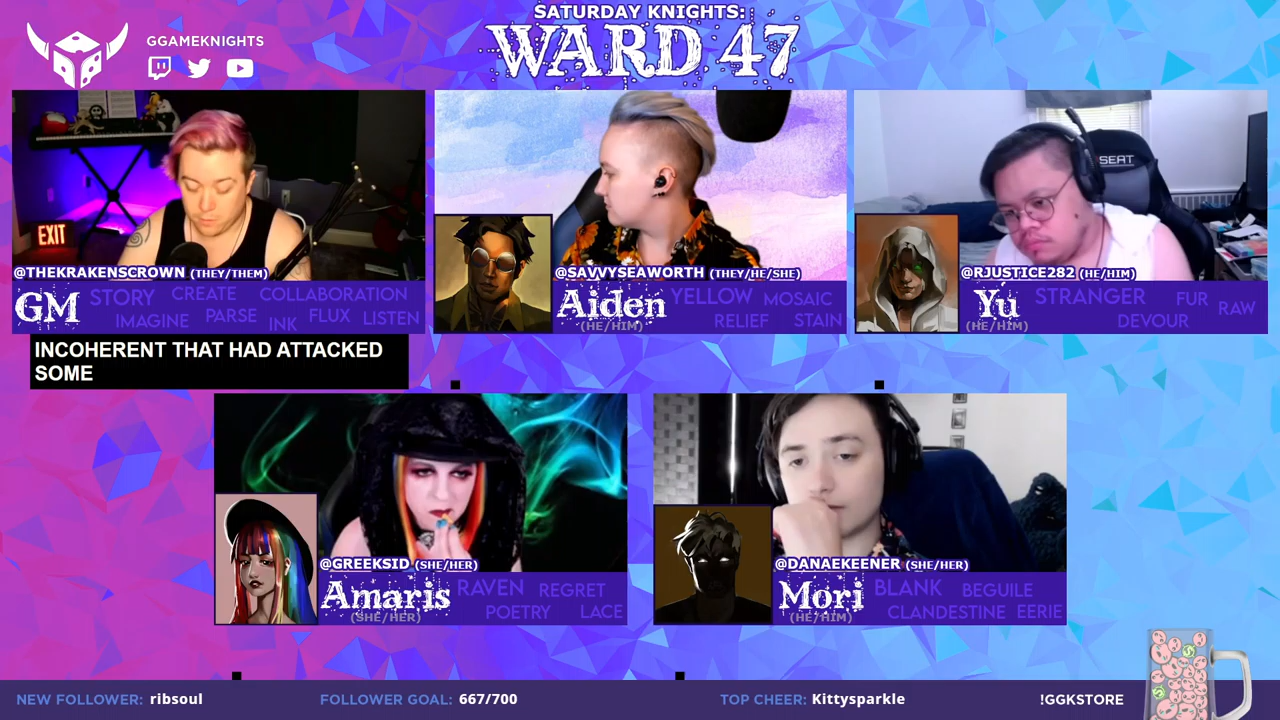 SATURDAY KNIGHTS:
WARD 47
GGAMEKNIGHTS
EXIT
@THEKRAKENSCROWN (THEY/THEM)
GM
STORY CREATE COLLABORATION
IMAGINE PARSE INK FLUX LISTEN
@SAVVYSEAWORTH (THEY/HE/SHE)
Aiden
(HE/HIM)
YELLOW MOSAIC
RELIEF STAIN
SEAT
@RJUSTICE282 (HE/HIM)
Yu
(HE/HIM)
STRANGER FUR RAW
DEVOUR
INCOHERENT THAT HAD ATTACKED
SOME
@GREEKSID (SHE/HER)
Amaris
(SHE/HER)
RAVEN REGRET
POETRY LACE
@DANAEKEENER (SHE/HER)
Mori
(HE/HIM)
BLANK BEGUILE
CLANDESTINE EERIE
NEW FOLLOWER: ribsoul
FOLLOWER GOAL: 667/700
TOP CHEER: Kittysparkle
!GGKSTORE